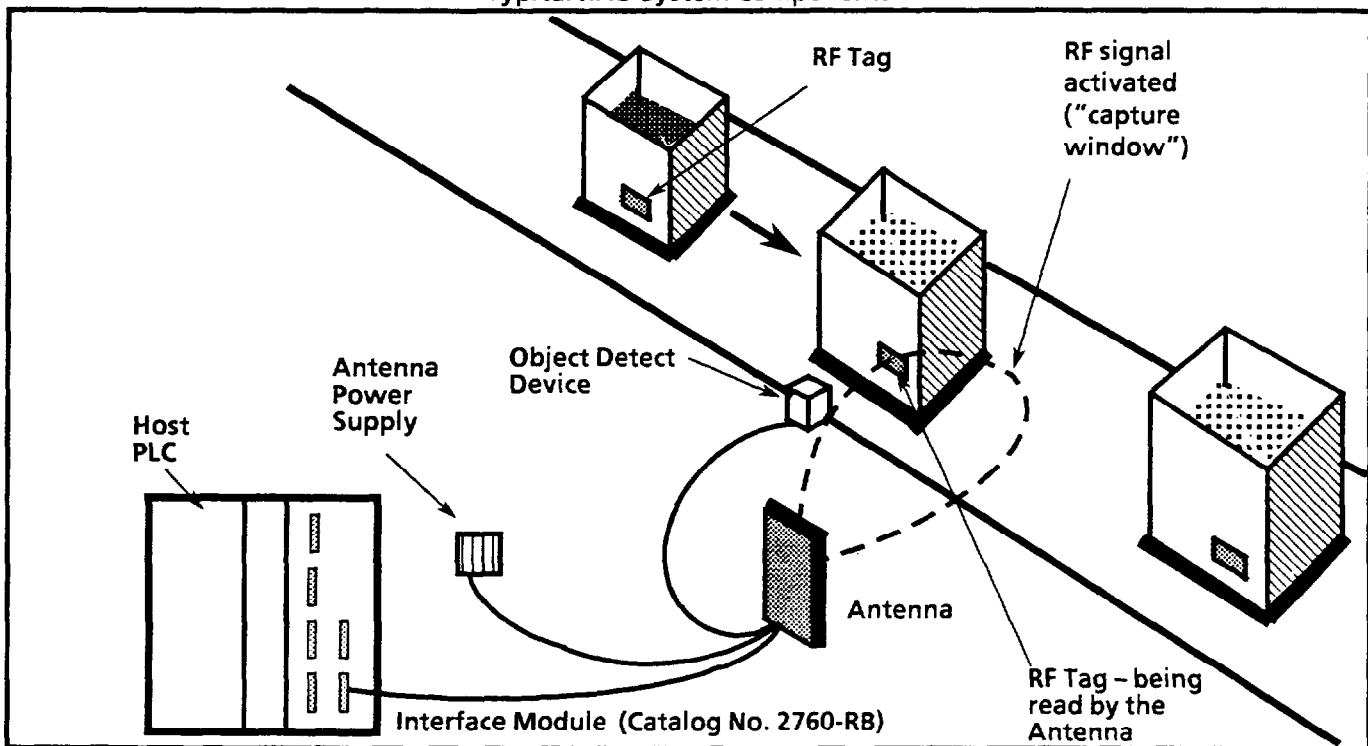 RF Tag
RF signal
activated
("capture
window")
Object Detect
Device
Antenna
Power
Supply
Host
PLC
Antenna
RF Tag – being
read by the
Antenna
Interface Module (Catalog No. 2760-RB)